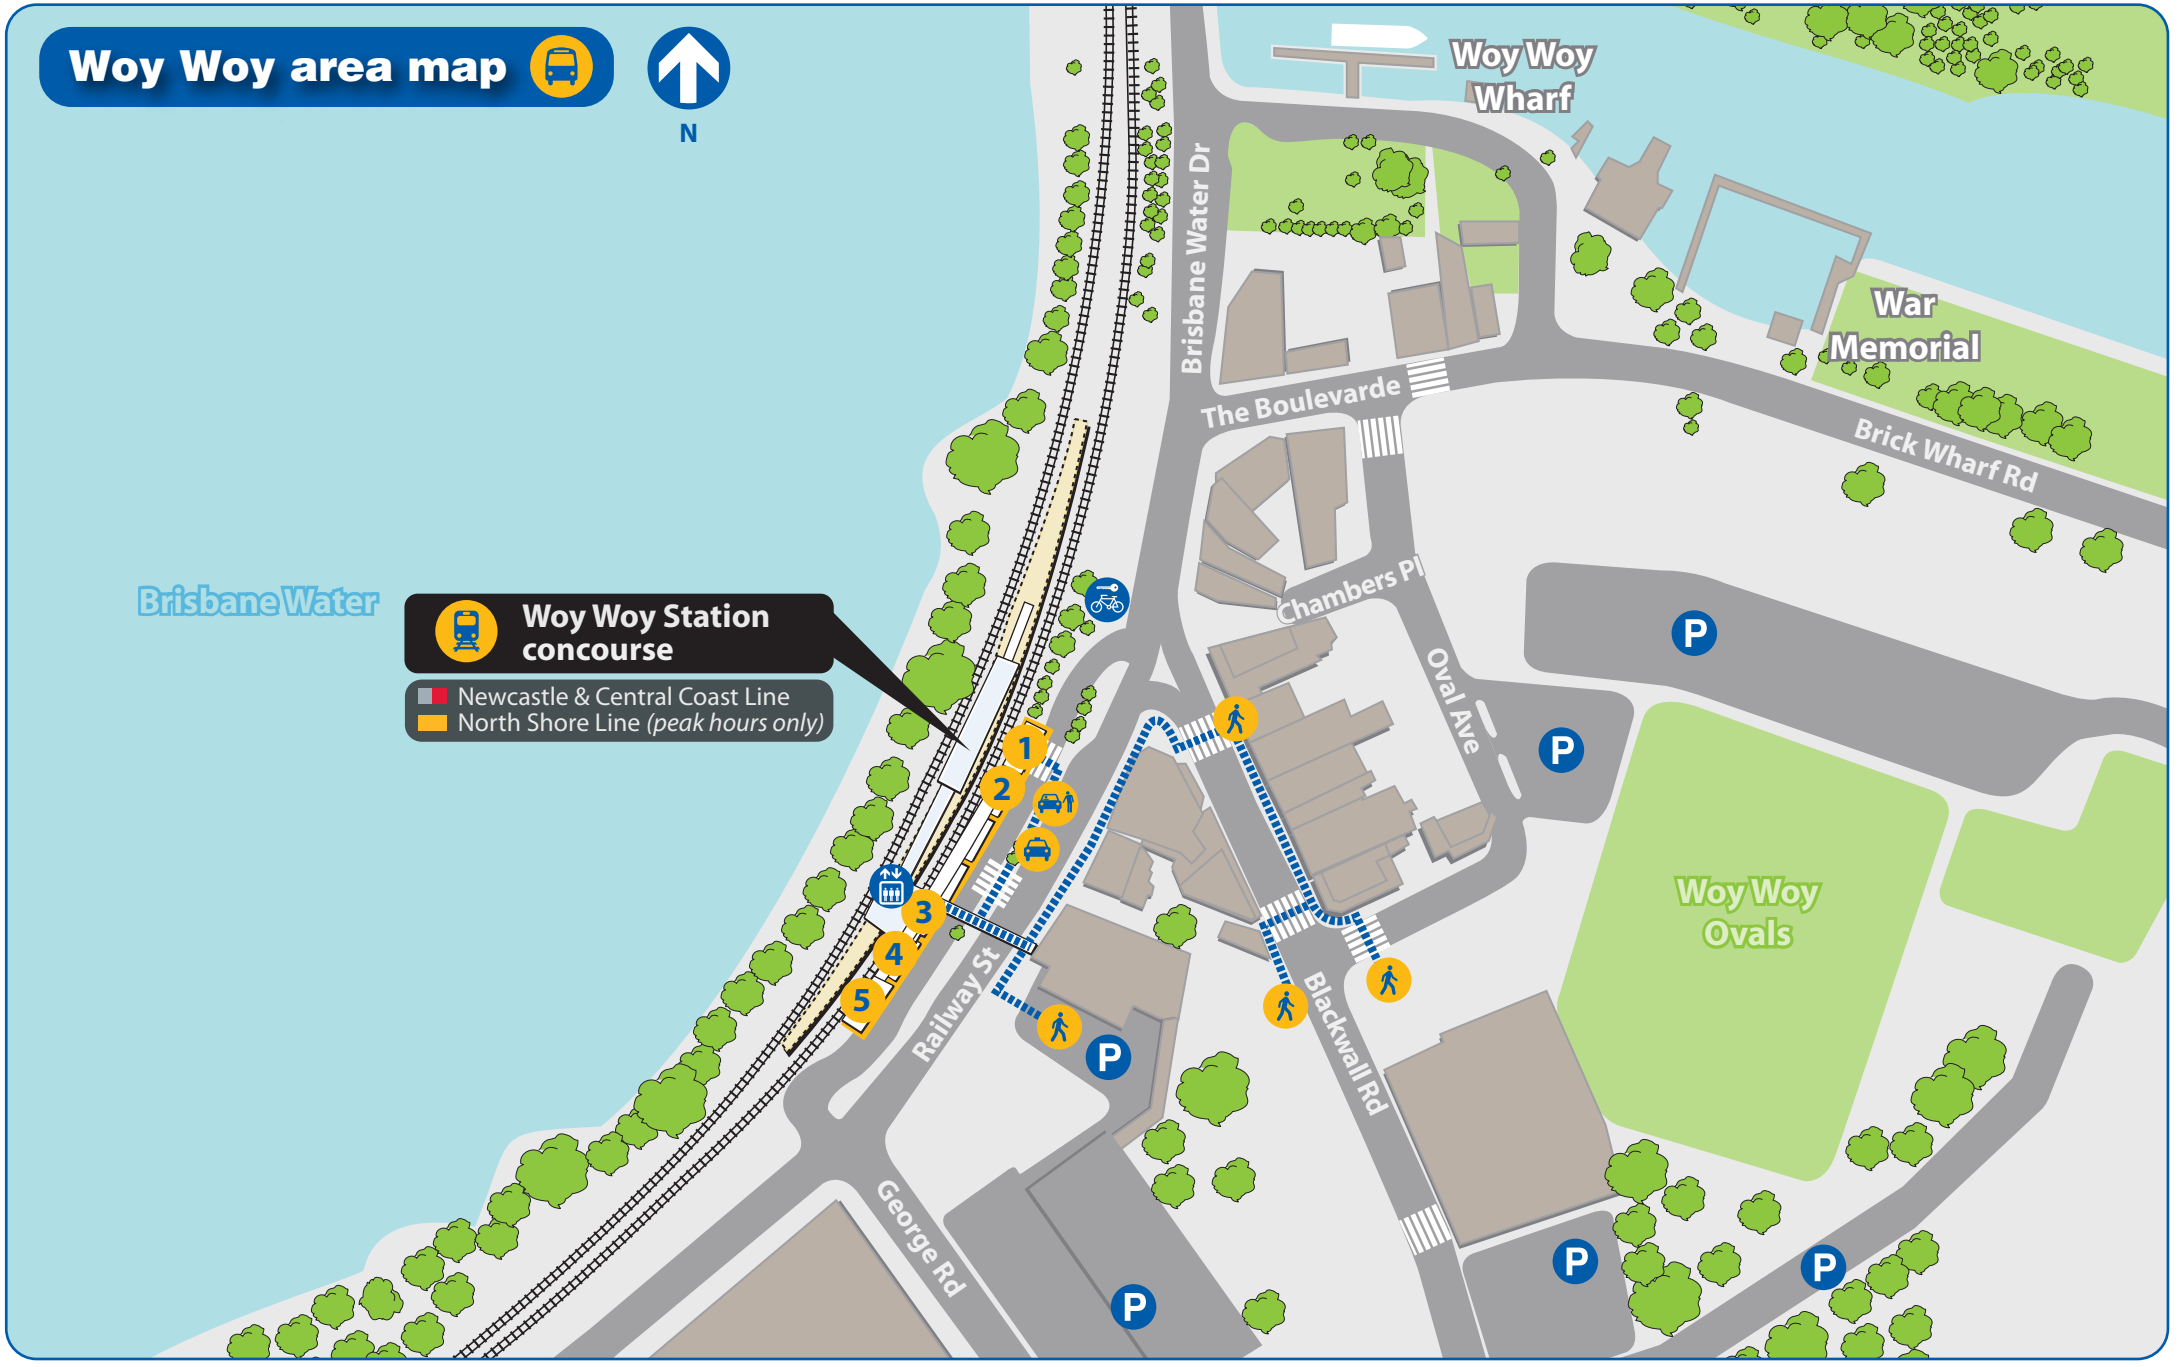 Woy Woy area map
N
Woy Woy
Wharf
Brisbane Water Dr
War
Memorial
The Boulevarde
Brick Wharf Rd
Chambers Pl
Brisbane Water
Woy Woy Station
concourse
Newcastle & Central Coast Line
North Shore Line (peak hours only)
P
Oval Ave
P
1
2
3
4
5
Woy Woy
Ovals
Railway St
Blackwall Rd
P
George Rd
P
P
P